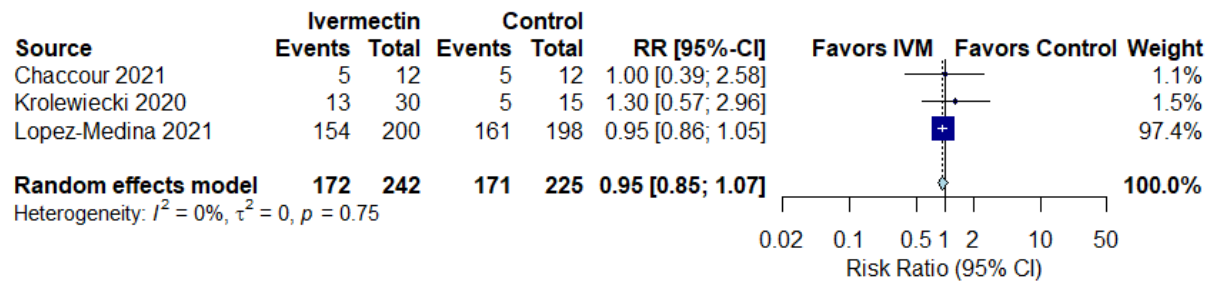 Ivermectin Control
Source Events Total Events Total RR [95%-CI] Favors IVM Favors Control Weight
Chaccour 2021 5 12 5 12 1.00 [0.39; 2.58] 1.1%
Krolewiecki 2020 13 30 5 15 1.30 [0.57; 2.96] 1.5%
Lopez-Medina 2021 154 200 161 198 0.95 [0.86; 1.05] 97.4%
Random effects model 172 242 171 225 0.95 [0.85; 1.07] 100.0%
Heterogeneity: I² = 0%, τ² = 0, p = 0.75
0.02 0.1 0.5 1 2 10 50
Risk Ratio (95% CI)